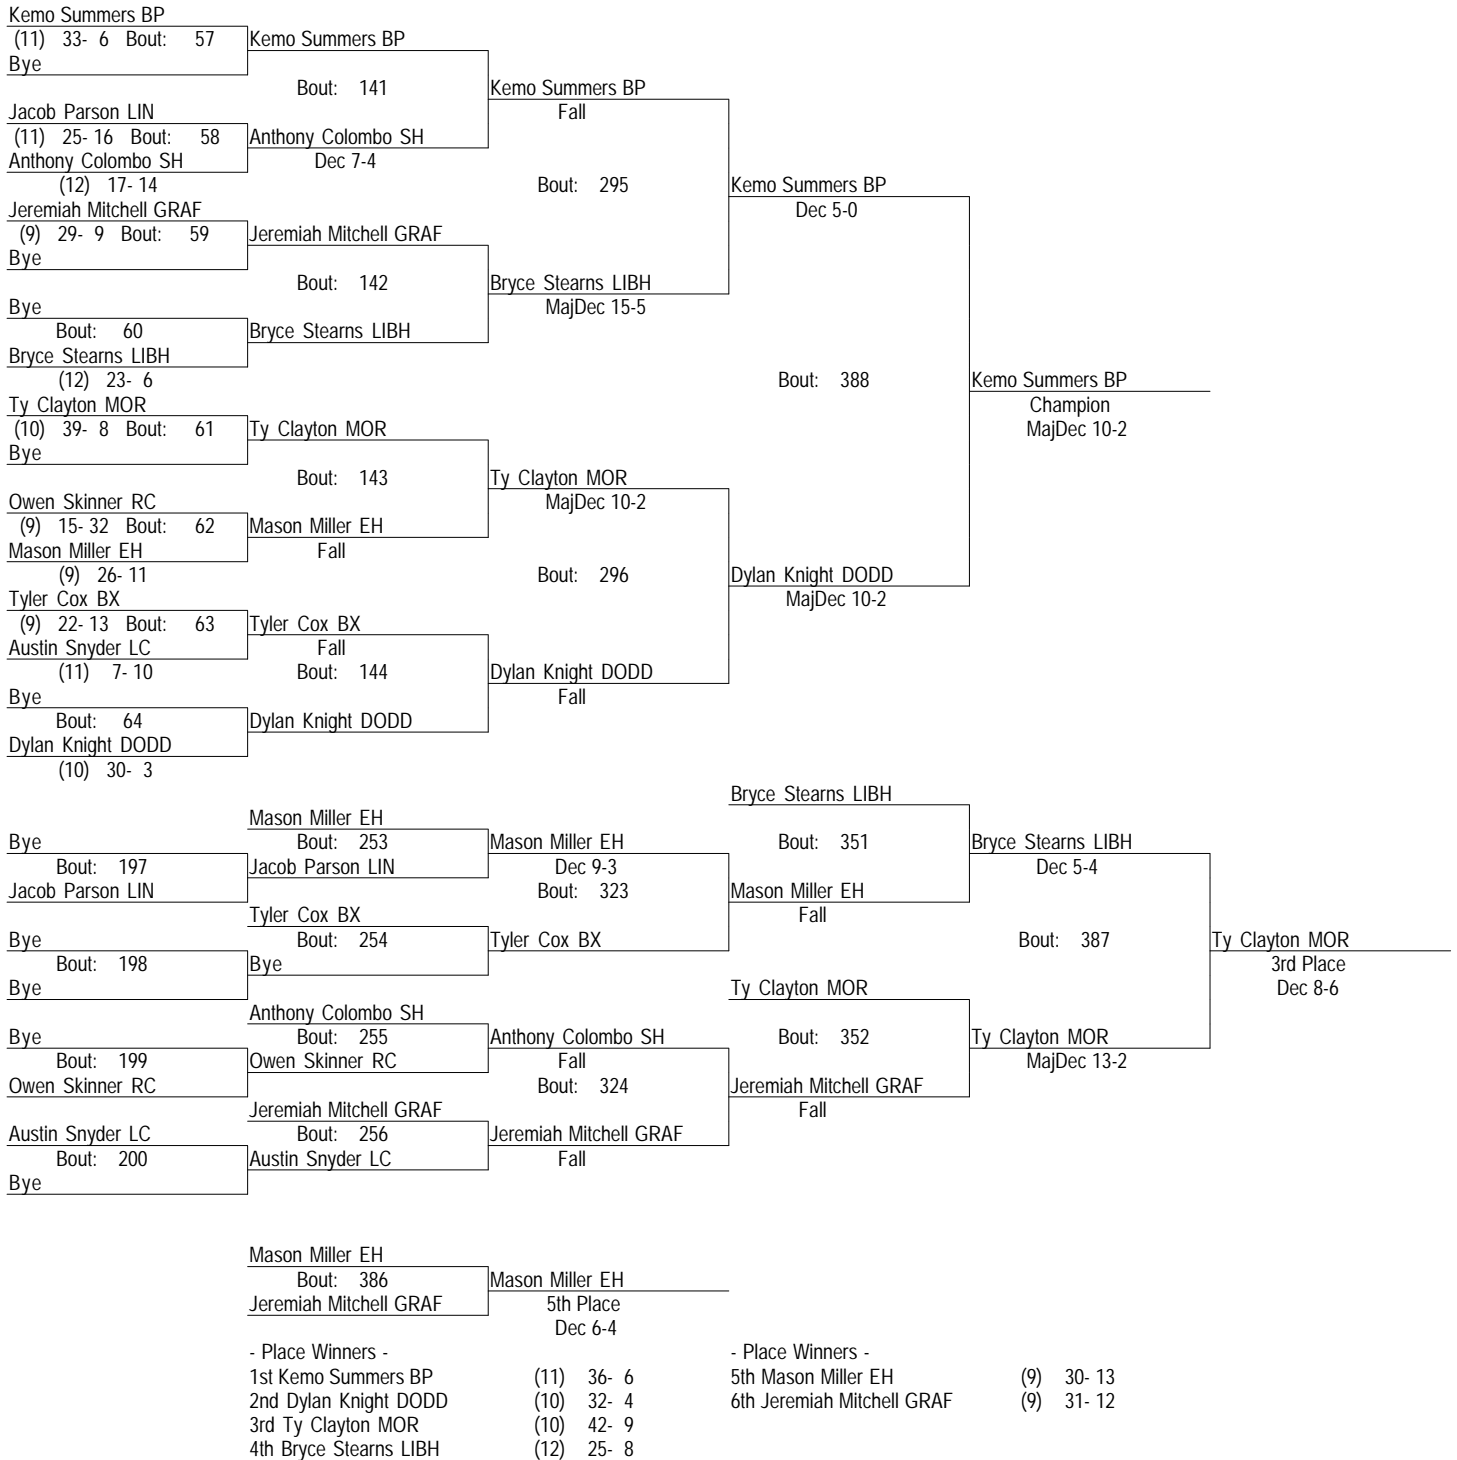 Kemo Summers BP
(11) 33- 6 Bout: 57 Kemo Summers BP
Bye
Bout: 141 Kemo Summers BP
Jacob Parson LIN Fall
(11) 25- 16 Bout: 58 Anthony Colombo SH
Anthony Colombo SH Dec 7-4
(12) 17- 14 Bout: 295 Kemo Summers BP
Jeremiah Mitchell GRAF Dec 5-0
(9) 29- 9 Bout: 59 Jeremiah Mitchell GRAF
Bye
Bout: 142 Bryce Stearns LIBH
Bye MajDec 15-5
Bout: 60 Bryce Stearns LIBH
Bryce Stearns LIBH
(12) 23- 6 Bout: 388 Kemo Summers BP
Ty Clayton MOR Champion
(10) 39- 8 Bout: 61 Ty Clayton MOR MajDec 10-2
Bye
Bout: 143 Ty Clayton MOR
Owen Skinner RC MajDec 10-2
(9) 15- 32 Bout: 62 Mason Miller EH
Mason Miller EH Fall
(9) 26- 11 Bout: 296 Dylan Knight DODD
Tyler Cox BX MajDec 10-2
(9) 22- 13 Bout: 63 Tyler Cox BX
Austin Snyder LC Fall
(11) 7- 10 Bout: 144 Dylan Knight DODD
Bye Fall
Bout: 64 Dylan Knight DODD
Dylan Knight DODD
(10) 30- 3
Bryce Stearns LIBH
Mason Miller EH
Bye Bout: 253 Mason Miller EH Bout: 351 Bryce Stearns LIBH
Bout: 197 Jacob Parson LIN Dec 9-3 Dec 5-4
Jacob Parson LIN Bout: 323 Mason Miller EH
Tyler Cox BX Fall
Bye Bout: 254 Tyler Cox BX Bout: 387 Ty Clayton MOR
Bout: 198 Bye 3rd Place
Bye Ty Clayton MOR Dec 8-6
Anthony Colombo SH
Bye Bout: 255 Anthony Colombo SH Bout: 352 Ty Clayton MOR
Bout: 199 Owen Skinner RC Fall MajDec 13-2
Owen Skinner RC Bout: 324 Jeremiah Mitchell GRAF
Jeremiah Mitchell GRAF Fall
Austin Snyder LC Bout: 256 Jeremiah Mitchell GRAF
Bout: 200 Austin Snyder LC Fall
Bye
Mason Miller EH
Bout: 386 Mason Miller EH
Jeremiah Mitchell GRAF 5th Place
Dec 6-4
- Place Winners - - Place Winners -
1st Kemo Summers BP (11) 36- 6 5th Mason Miller EH (9) 30- 13
2nd Dylan Knight DODD (10) 32- 4 6th Jeremiah Mitchell GRAF (9) 31- 12
3rd Ty Clayton MOR (10) 42- 9
4th Bryce Stearns LIBH (12) 25- 8